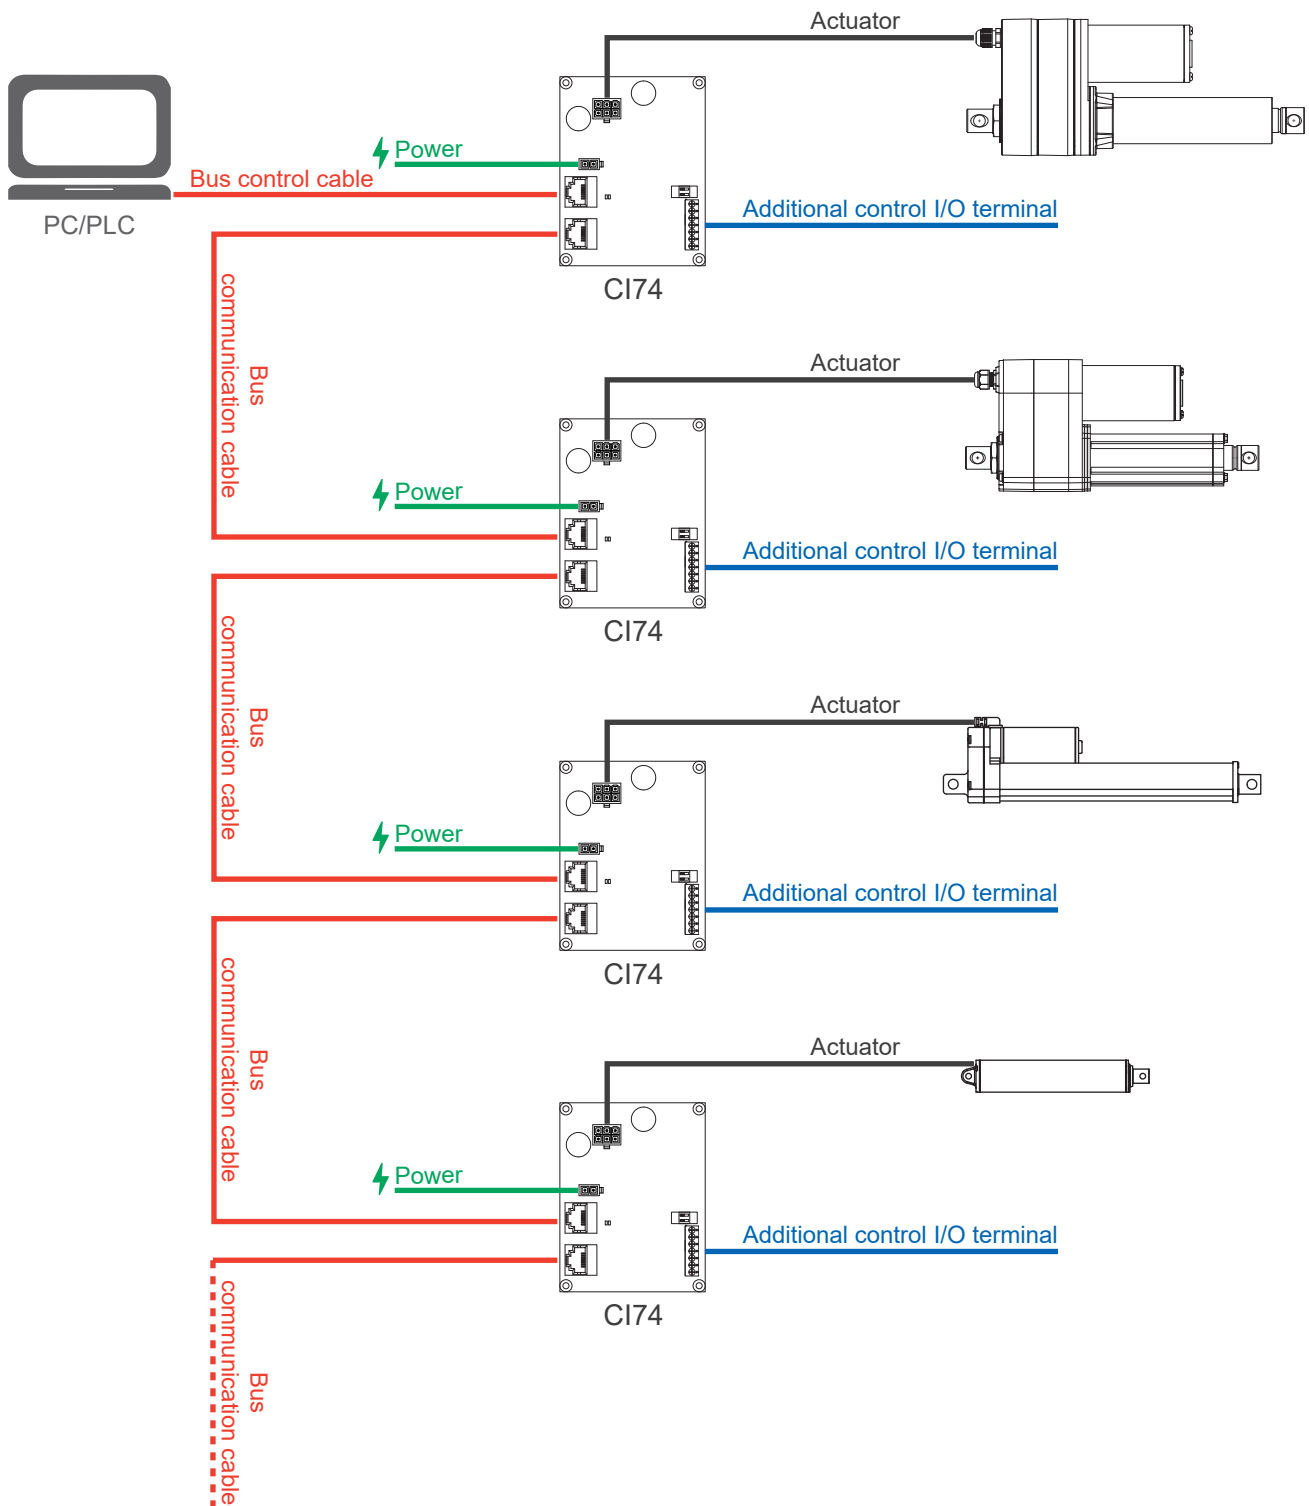 Actuator
Power
Bus control cable
PC/PLC
Additional control I/O terminal
CI74
Bus
communication cable
Actuator
Power
Additional control I/O terminal
CI74
Bus
communication cable
Actuator
Power
Additional control I/O terminal
CI74
Bus
communication cable
Actuator
Power
Additional control I/O terminal
CI74
Bus
communication cable